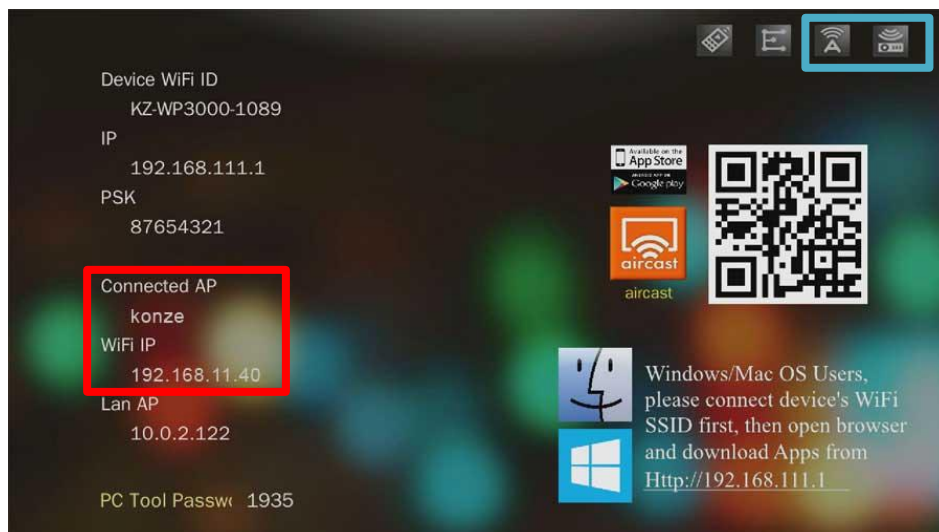 Device WiFi ID
KZ-WP3000-1089
IP
192.168.111.1
PSK
87654321
Connected AP
konze
WiFi IP
192.168.11.40
Lan AP
10.0.2.122
PC Tool Passw 1935
Available on the
App Store
ANDROID APP ON
Google play
aircast
aircast
Windows/Mac OS Users,
please connect device's WiFi
SSID first, then open browser
and download Apps from
Http://192.168.111.1